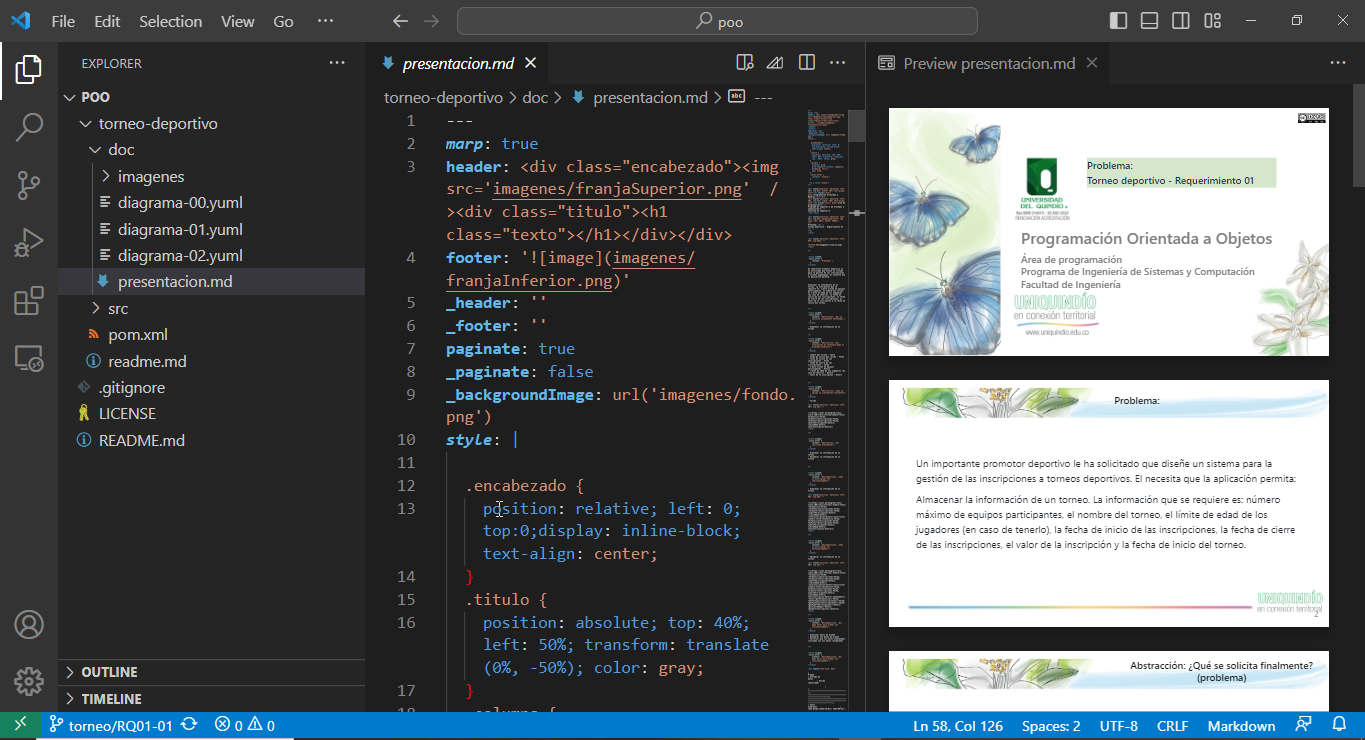 File Edit Selection View Go ···
poo
EXPLORER
POO
torneo-deportivo
doc
imagenes
diagrama-00.yuml
diagrama-01.yuml
diagrama-02.yuml
presentacion.md
src
pom.xml
readme.md
.gitignore
LICENSE
README.md
OUTLINE
TIMELINE
presentacion.md
torneo-deportivo > doc > presentacion.md > abc ---
1 ---
2 marp: true
3 header: <div class="encabezado"><img
src='imagenes/franjaSuperior.png' /
><div class="titulo"><h1
class="texto"></h1></div></div>
4 footer: '![image](imagenes/
franjaInferior.png)'
5 _header: ''
6 _footer: ''
7 paginate: true
8 _paginate: false
9 _backgroundImage: url('imagenes/fondo.
png')
10 style: |
11
12 .encabezado {
13 position: relative; left: 0;
top:0;display: inline-block;
text-align: center;
14 }
15 .titulo {
16 position: absolute; top: 40%;
left: 50%; transform: translate
(0%, -50%); color: gray;
17 }
Preview presentacion.md
Problema:
Torneo deportivo - Requerimiento 01
UNIVERSIDAD
DEL QUINDÍO
Programación Orientada a Objetos
Área de programación
Programa de Ingeniería de Sistemas y Computación
Facultad de Ingeniería
UNIQUINDÍO
en conexión territorial
www.uniquindio.edu.co
Problema:
Un importante promotor deportivo le ha solicitado que diseñe un sistema para la
gestión de las inscripciones a torneos deportivos. El necesita que la aplicación permita:
Almacenar la información de un torneo. La información que se requiere es: número
máximo de equipos participantes, el nombre del torneo, el límite de edad de los
jugadores (en caso de tenerlo), la fecha de inicio de las inscripciones, la fecha de cierre
de las inscripciones, el valor de la inscripción y la fecha de inicio del torneo.
UNIQUINDÍO
en conexión territorial
2
Abstracción: ¿Qué se solicita finalmente?
(problema)
torneo/RQ01-01 0 0 Ln 58, Col 126 Spaces: 2 UTF-8 CRLF Markdown